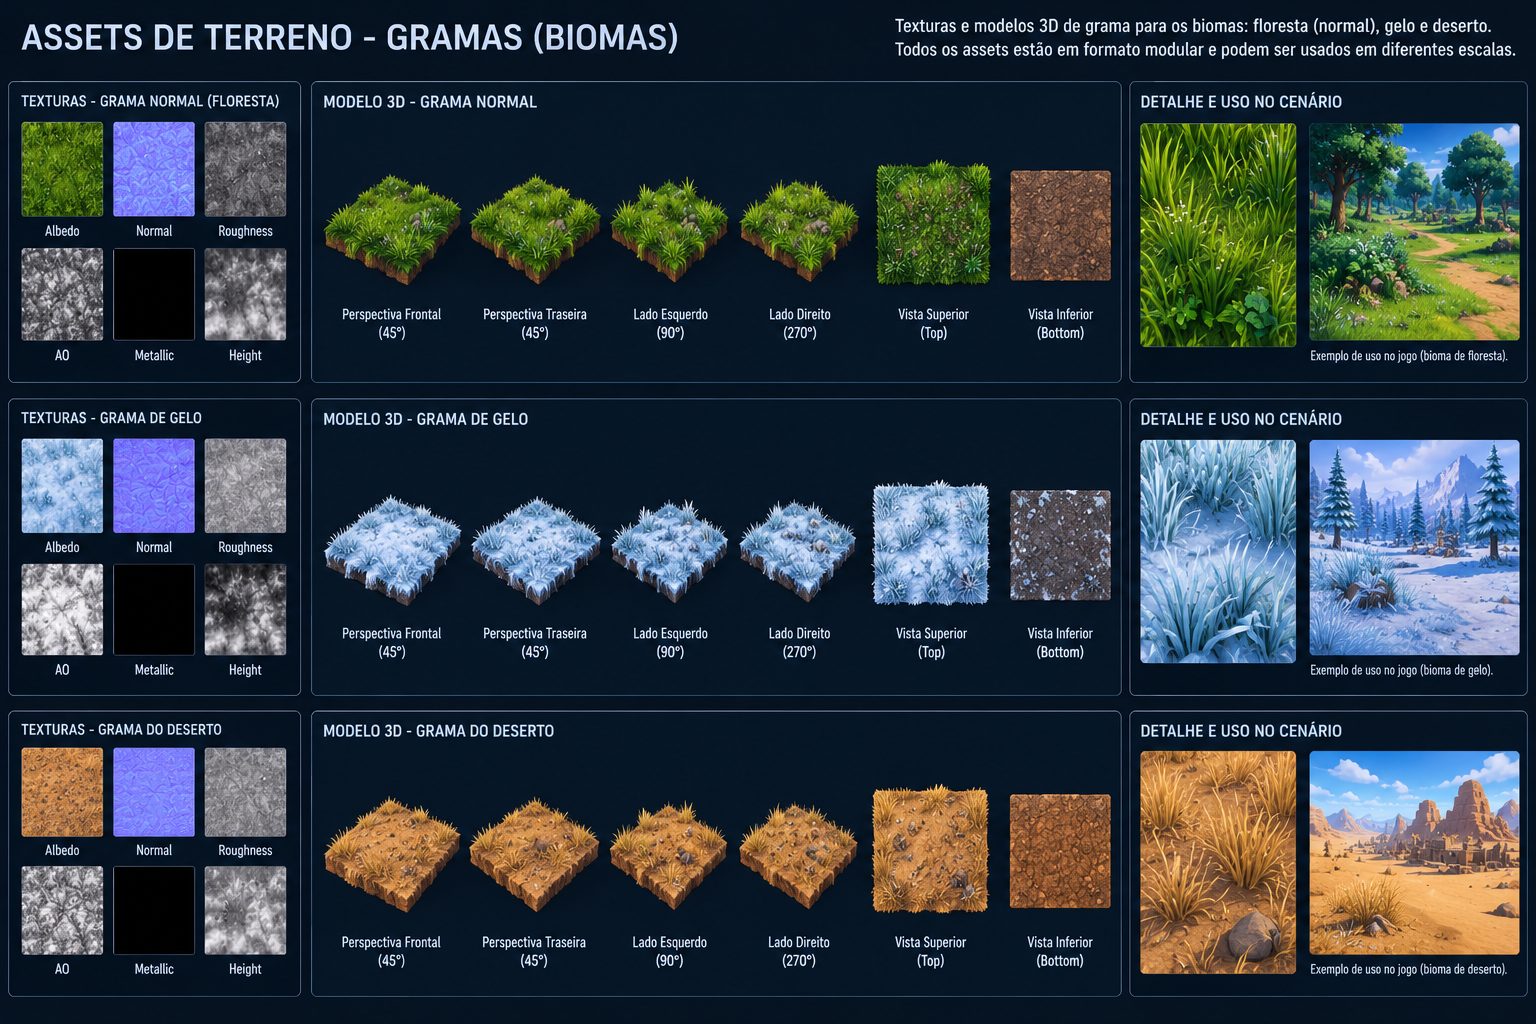 ASSETS DE TERRENO - GRAMAS (BIOMAS)
Texturas e modelos 3D de grama para os biomas: floresta (normal), gelo e deserto.
Todos os assets estão em formato modular e podem ser usados em diferentes escalas.
TEXTURAS - GRAMA NORMAL (FLORESTA)
Albedo
Normal
Roughness
AO
Metallic
Height
MODELO 3D - GRAMA NORMAL
Perspectiva Frontal
(45°)
Perspectiva Traseira
(45°)
Lado Esquerdo
(90°)
Lado Direito
(270°)
Vista Superior
(Top)
Vista Inferior
(Bottom)
DETALHE E USO NO CENÁRIO
Exemplo de uso no jogo (bioma de floresta).
TEXTURAS - GRAMA DE GELO
Albedo
Normal
Roughness
AO
Metallic
Height
MODELO 3D - GRAMA DE GELO
Perspectiva Frontal
(45°)
Perspectiva Traseira
(45°)
Lado Esquerdo
(90°)
Lado Direito
(270°)
Vista Superior
(Top)
Vista Inferior
(Bottom)
DETALHE E USO NO CENÁRIO
Exemplo de uso no jogo (bioma de gelo).
TEXTURAS - GRAMA DO DESERTO
Albedo
Normal
Roughness
AO
Metallic
Height
MODELO 3D - GRAMA DO DESERTO
Perspectiva Frontal
(45°)
Perspectiva Traseira
(45°)
Lado Esquerdo
(90°)
Lado Direito
(270°)
Vista Superior
(Top)
Vista Inferior
(Bottom)
DETALHE E USO NO CENÁRIO
Exemplo de uso no jogo (bioma de deserto).